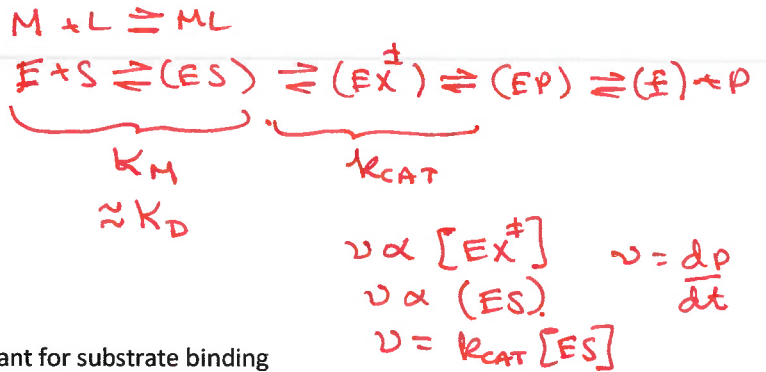 M + L ⇌ ML
E + S ⇌ (ES) ⇌ (EX‡) ⇌ (EP) ⇌ (E) + P
KM
kCAT
≈ KD
v α [EX‡] v = dp/dt
v α (ES)
v = kCAT [ES]
ant for substrate binding